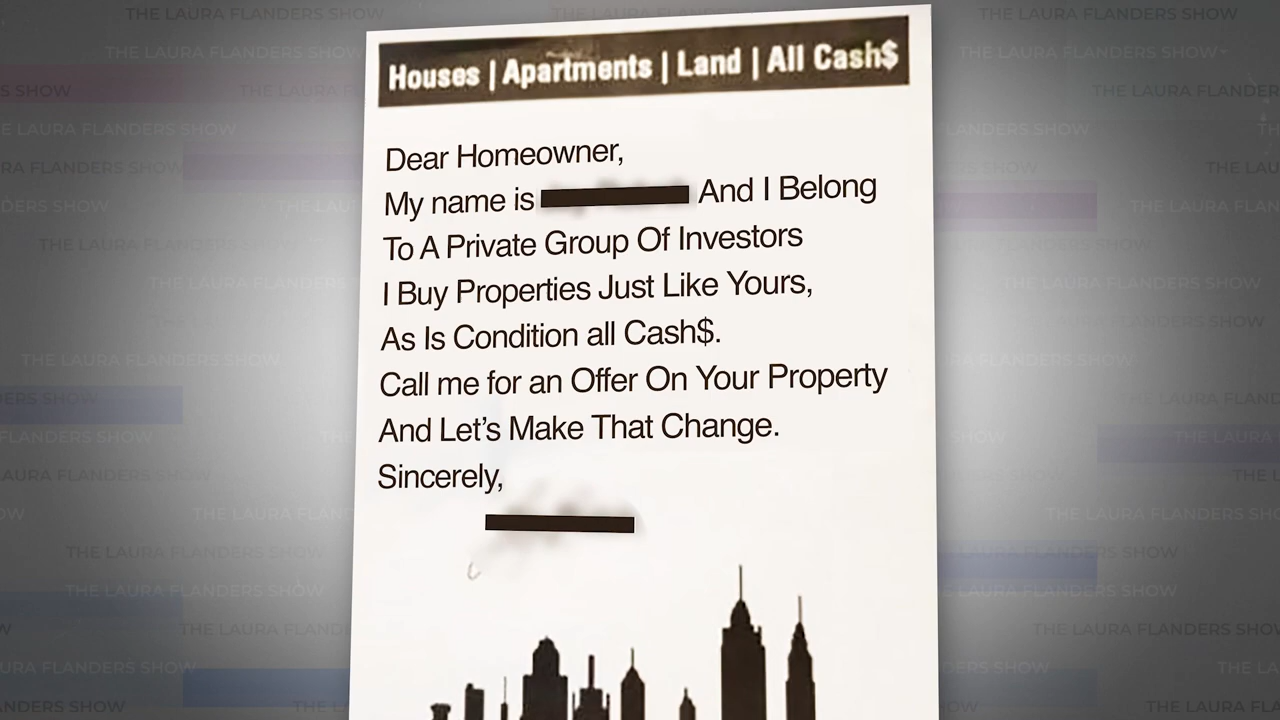 Houses | Apartments | Land | All Cash$
Dear Homeowner,
My name is And I Belong
To A Private Group Of Investors
I Buy Properties Just Like Yours,
As Is Condition all Cash$.
Call me for an Offer On Your Property
And Let's Make That Change.
Sincerely,
THE LAURA FLANDERS SHOW